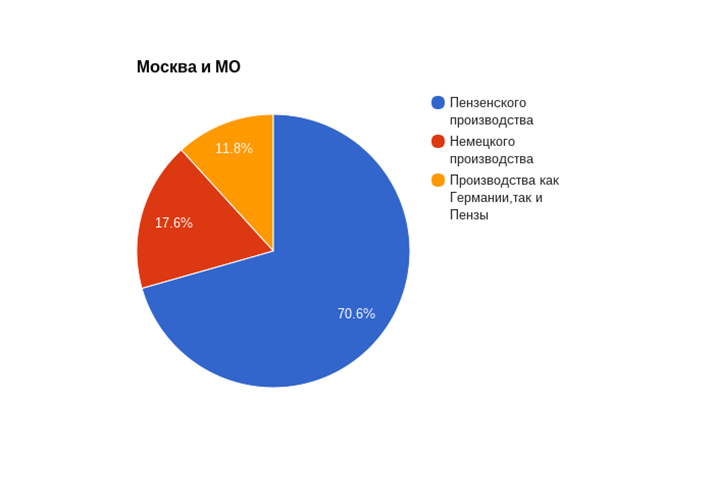 Москва и МО
Пензенского
производства
Немецкого
производства
Производства как
Германии,так и
Пензы
11.8%
17.6%
70.6%